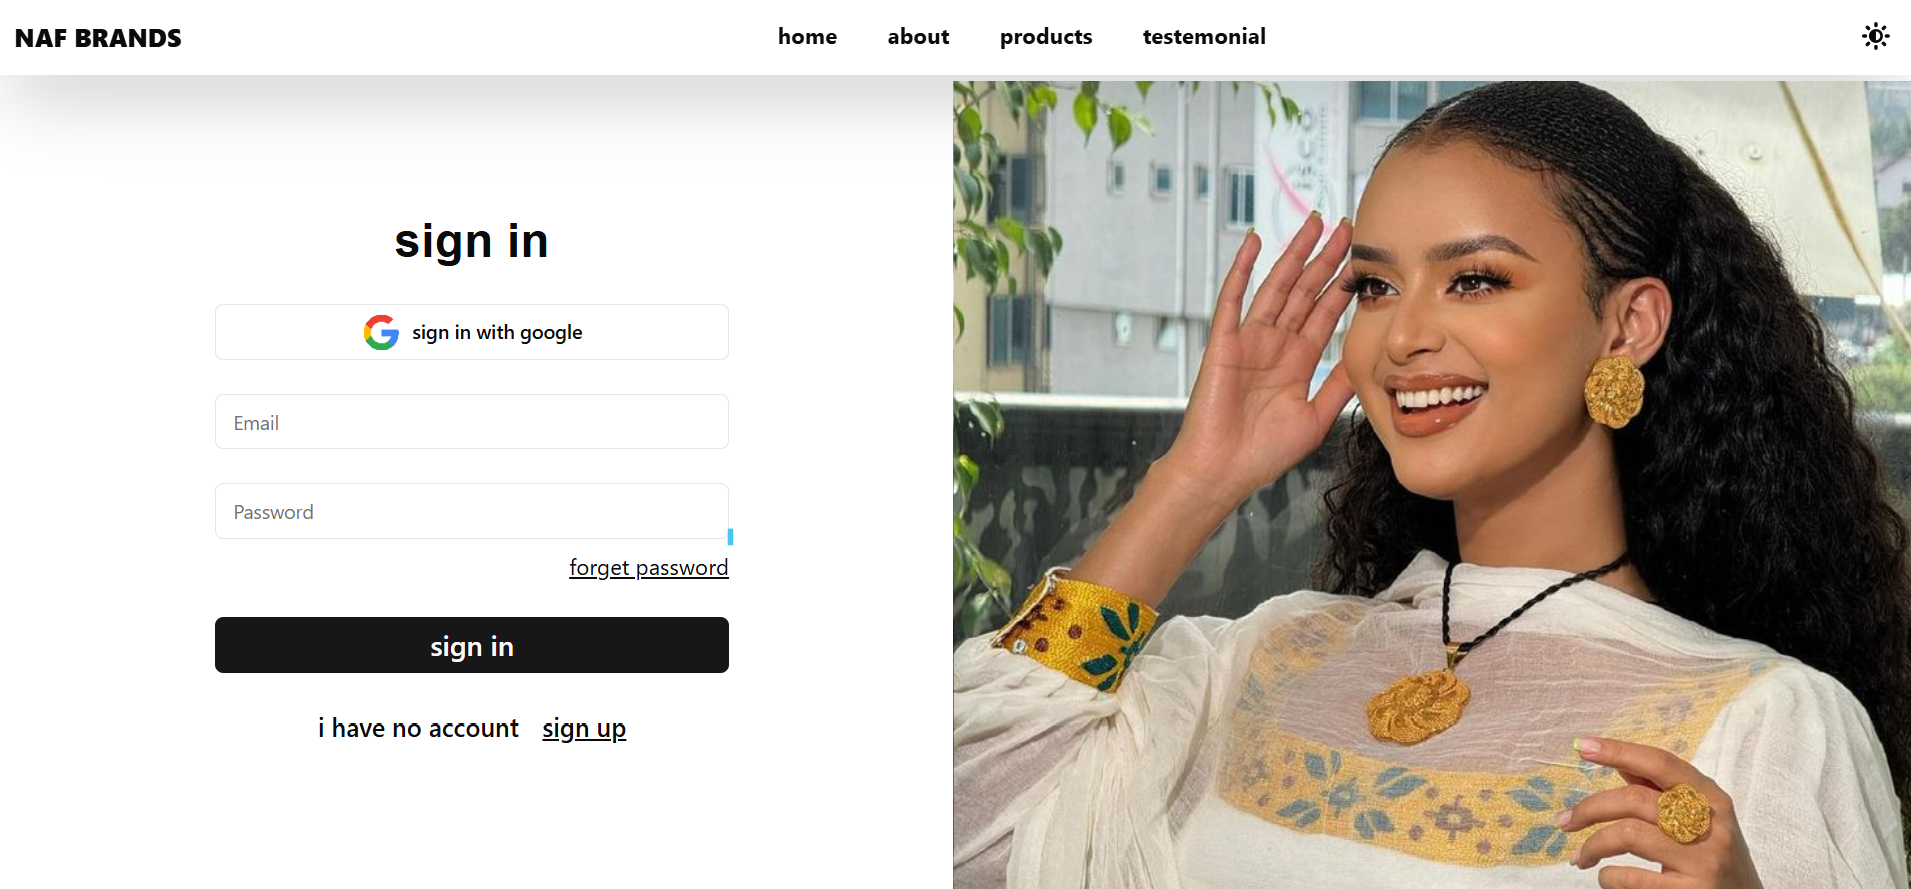 NAF BRANDS
home about products testemonial
sign in
sign in with google
Email
Password
forget password
sign in
i have no account sign up